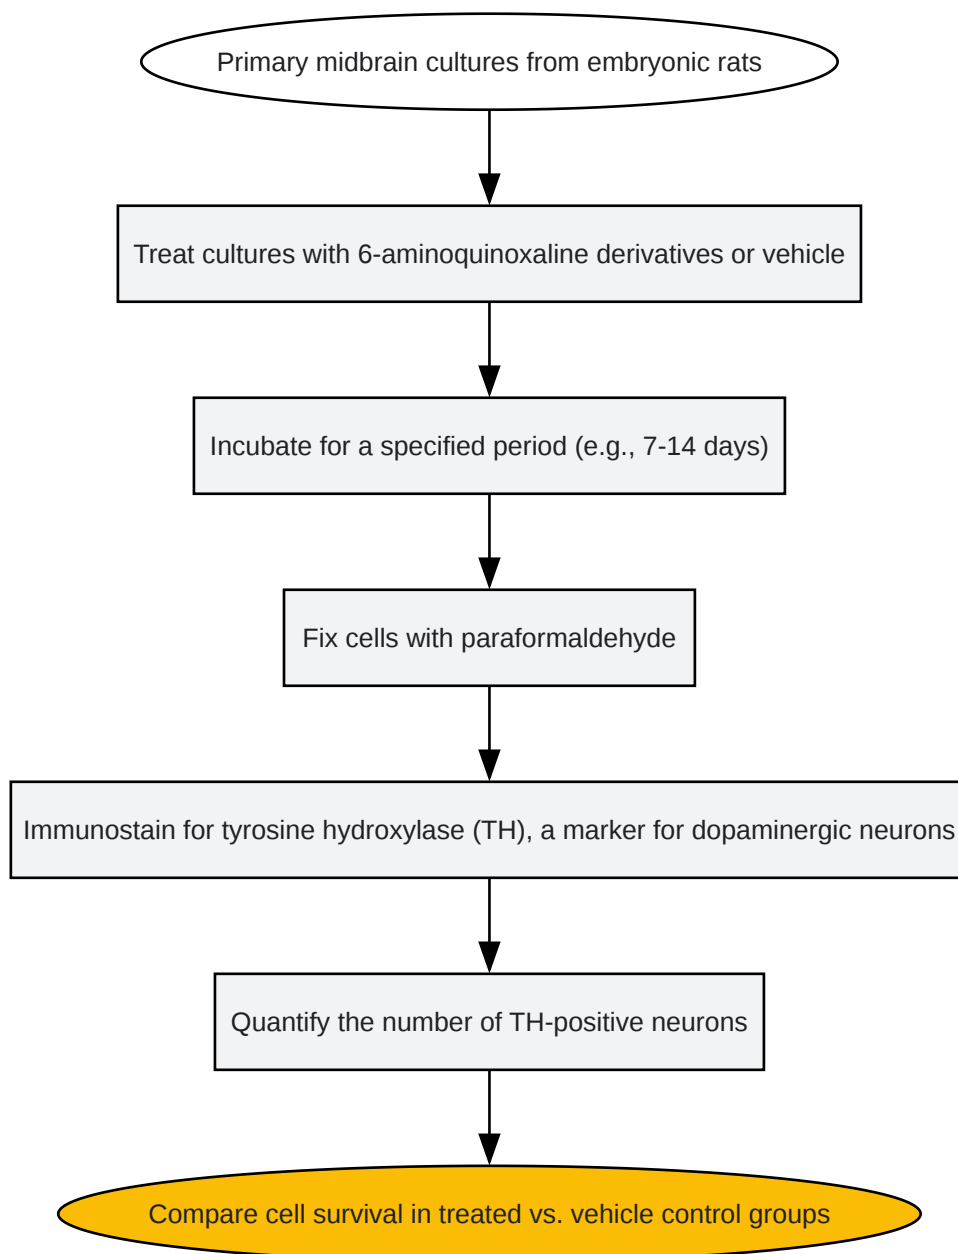 Primary midbrain cultures from embryonic rats
Treat cultures with 6-aminoquinoxaline derivatives or vehicle
Incubate for a specified period (e.g., 7-14 days)
Fix cells with paraformaldehyde
Immunostain for tyrosine hydroxylase (TH), a marker for dopaminergic neurons
Quantify the number of TH-positive neurons
Compare cell survival in treated vs. vehicle control groups